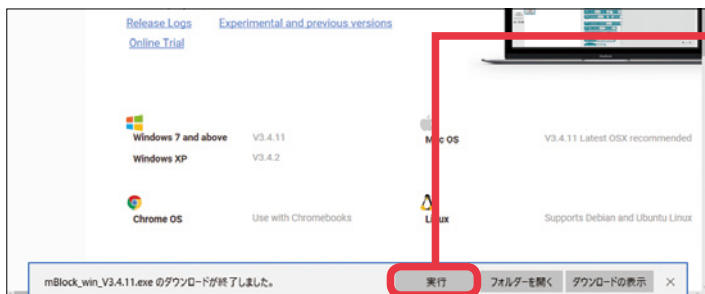 Release Logs Experimental and previous versions
Online Trial
Windows 7 and above V3.4.11
Mac OS V3.4.11 Latest OSX recommended
Windows XP V3.4.2
Chrome OS Use with Chromebooks
Linux Supports Debian and Ubuntu Linux
mBlock_win_V3.4.11.exe のダウンロードが終了しました。 実行 フォルダーを開く ダウンロードの表示 ×